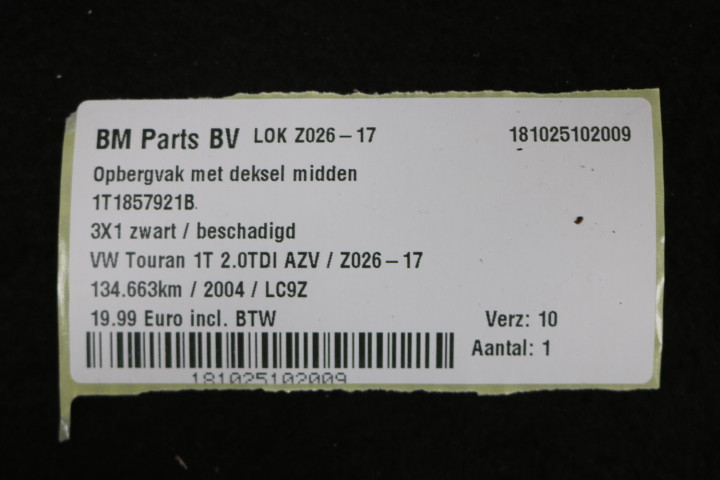 BM Parts BV LOK Z026-17 181025102009
Opbergvak met deksel midden
1T1857921B
3X1 zwart / beschadigd
VW Touran 1T 2.0TDI AZV / Z026-17
134.663km / 2004 / LC9Z
19.99 Euro incl. BTW Verz: 10
Aantal: 1
181025102009